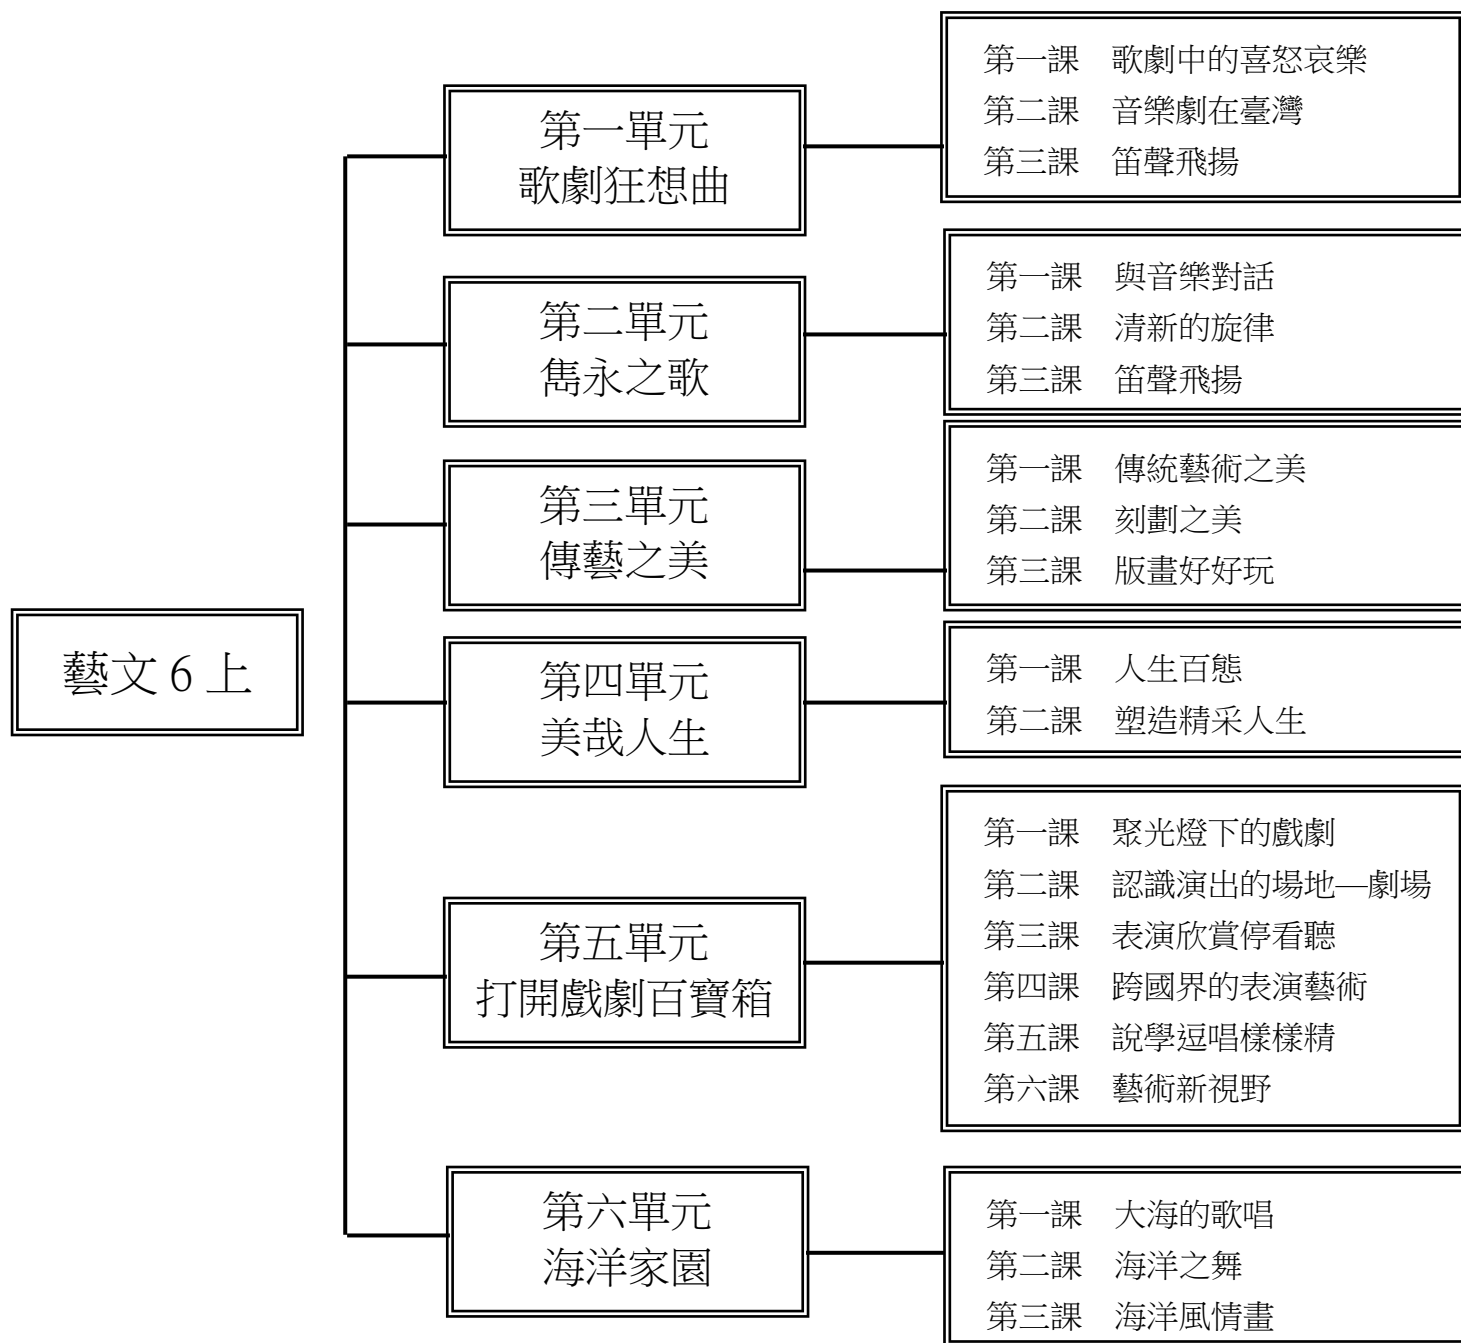 藝文 6 上
第一單元
歌劇狂想曲
第一課　歌劇中的喜怒哀樂
第二課　音樂劇在臺灣
第三課　笛聲飛揚
第二單元
雋永之歌
第一課　與音樂對話
第二課　清新的旋律
第三課　笛聲飛揚
第三單元
傳藝之美
第一課　傳統藝術之美
第二課　刻劃之美
第三課　版畫好好玩
第四單元
美哉人生
第一課　人生百態
第二課　塑造精采人生
第五單元
打開戲劇百寶箱
第一課　聚光燈下的戲劇
第二課　認識演出的場地—劇場
第三課　表演欣賞停看聽
第四課　跨國界的表演藝術
第五課　說學逗唱樣樣精
第六課　藝術新視野
第六單元
海洋家園
第一課　大海的歌唱
第二課　海洋之舞
第三課　海洋風情畫